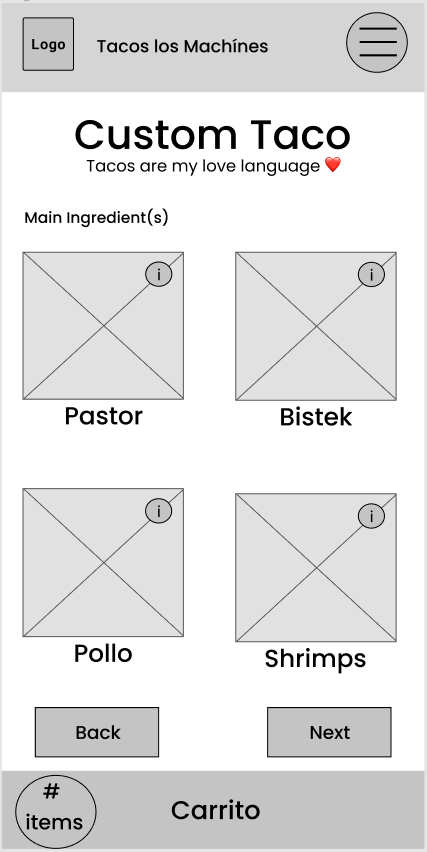 Logo
Tacos los Machínes
Custom Taco
Tacos are my love language ❤️
Main Ingredient(s)
i
i
Pastor
Bistek
i
i
Pollo
Shrimps
Back
Next
#
items
Carrito